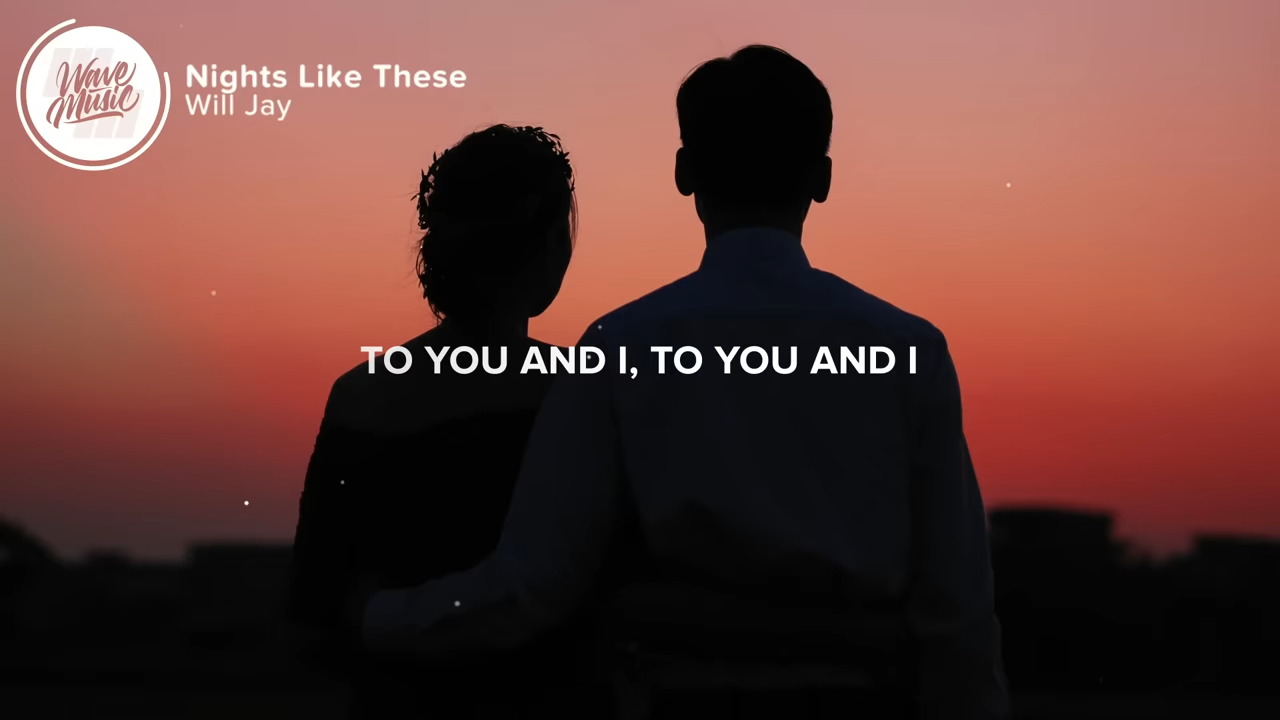 Wave
Music
Nights Like These
Will Jay
TO YOU AND I, TO YOU AND I